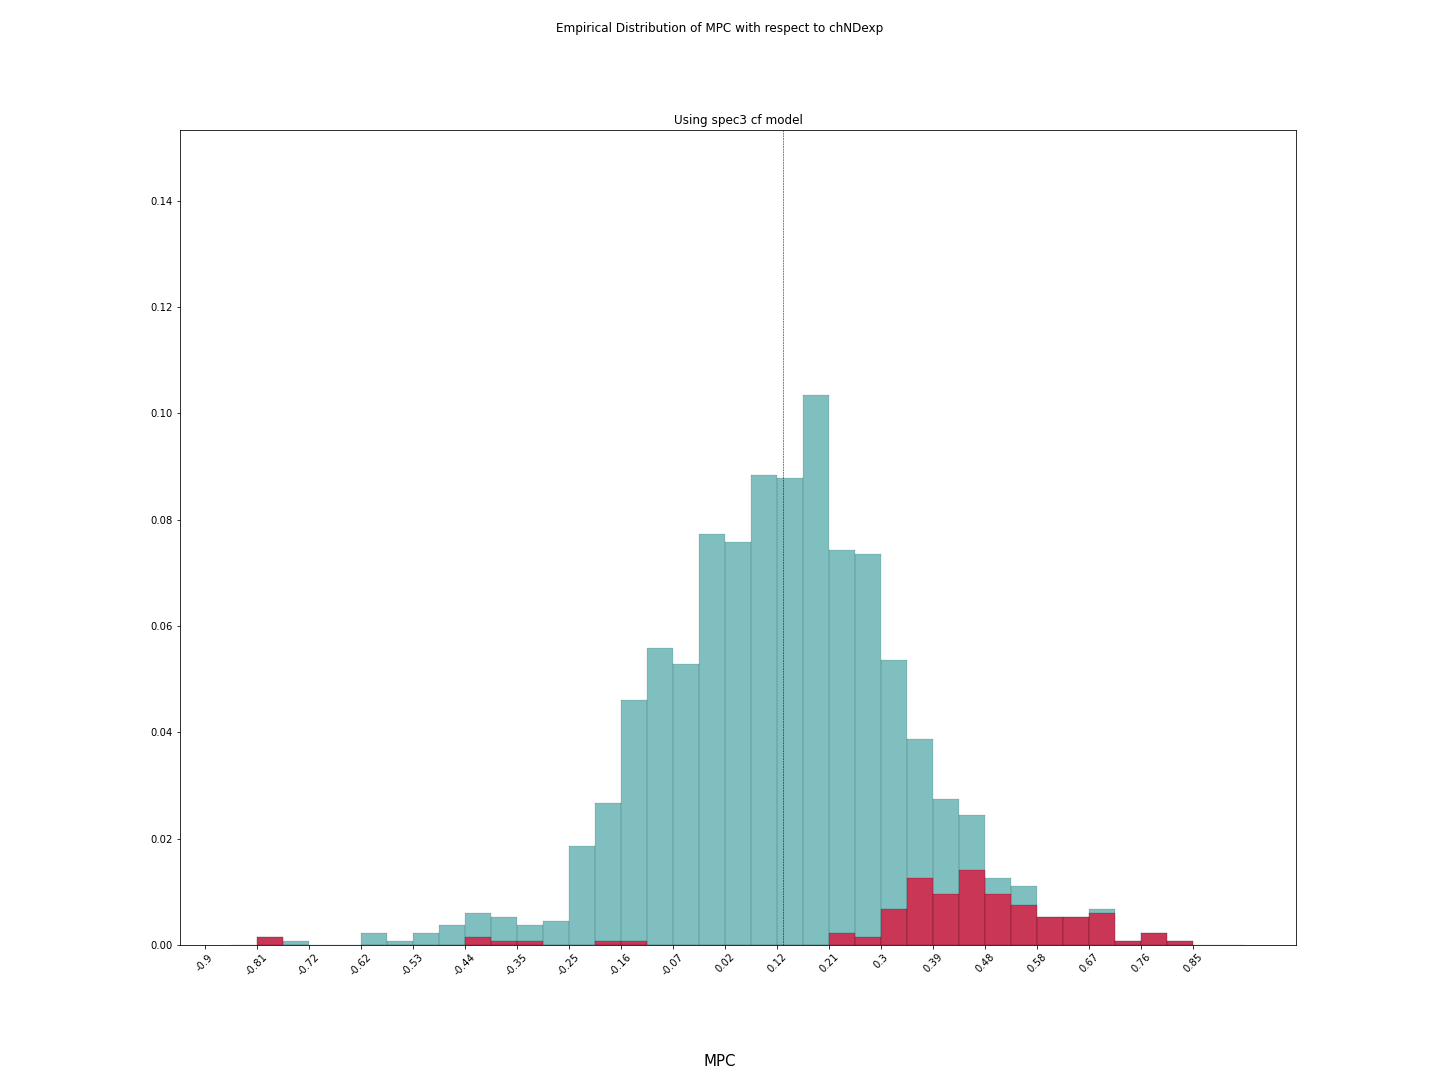 Empirical Distribution of MPC with respect to chNDexp
Using spec3 cf model
0.14
0.12
0.10
0.08
0.06
0.04
0.02
0.00
-0.9 -0.81 -0.72 -0.62 -0.53 -0.44 -0.35 -0.25 -0.16 -0.07 0.02 0.12 0.21 0.3 0.39 0.48 0.58 0.67 0.76 0.85
MPC